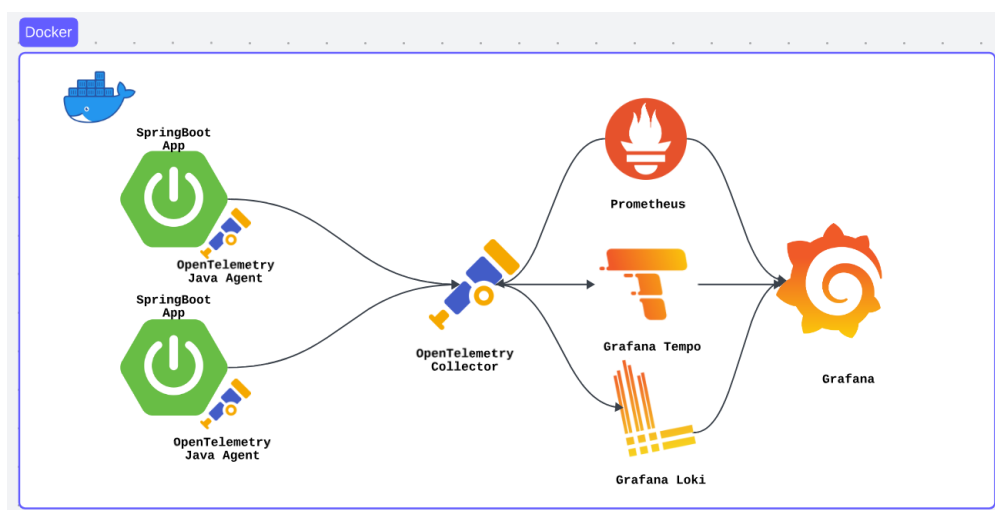 Docker
SpringBoot
App
OpenTelemetry
Java Agent
SpringBoot
App
OpenTelemetry
Java Agent
OpenTelemetry
Collector
Prometheus
Grafana Tempo
Grafana Loki
Grafana